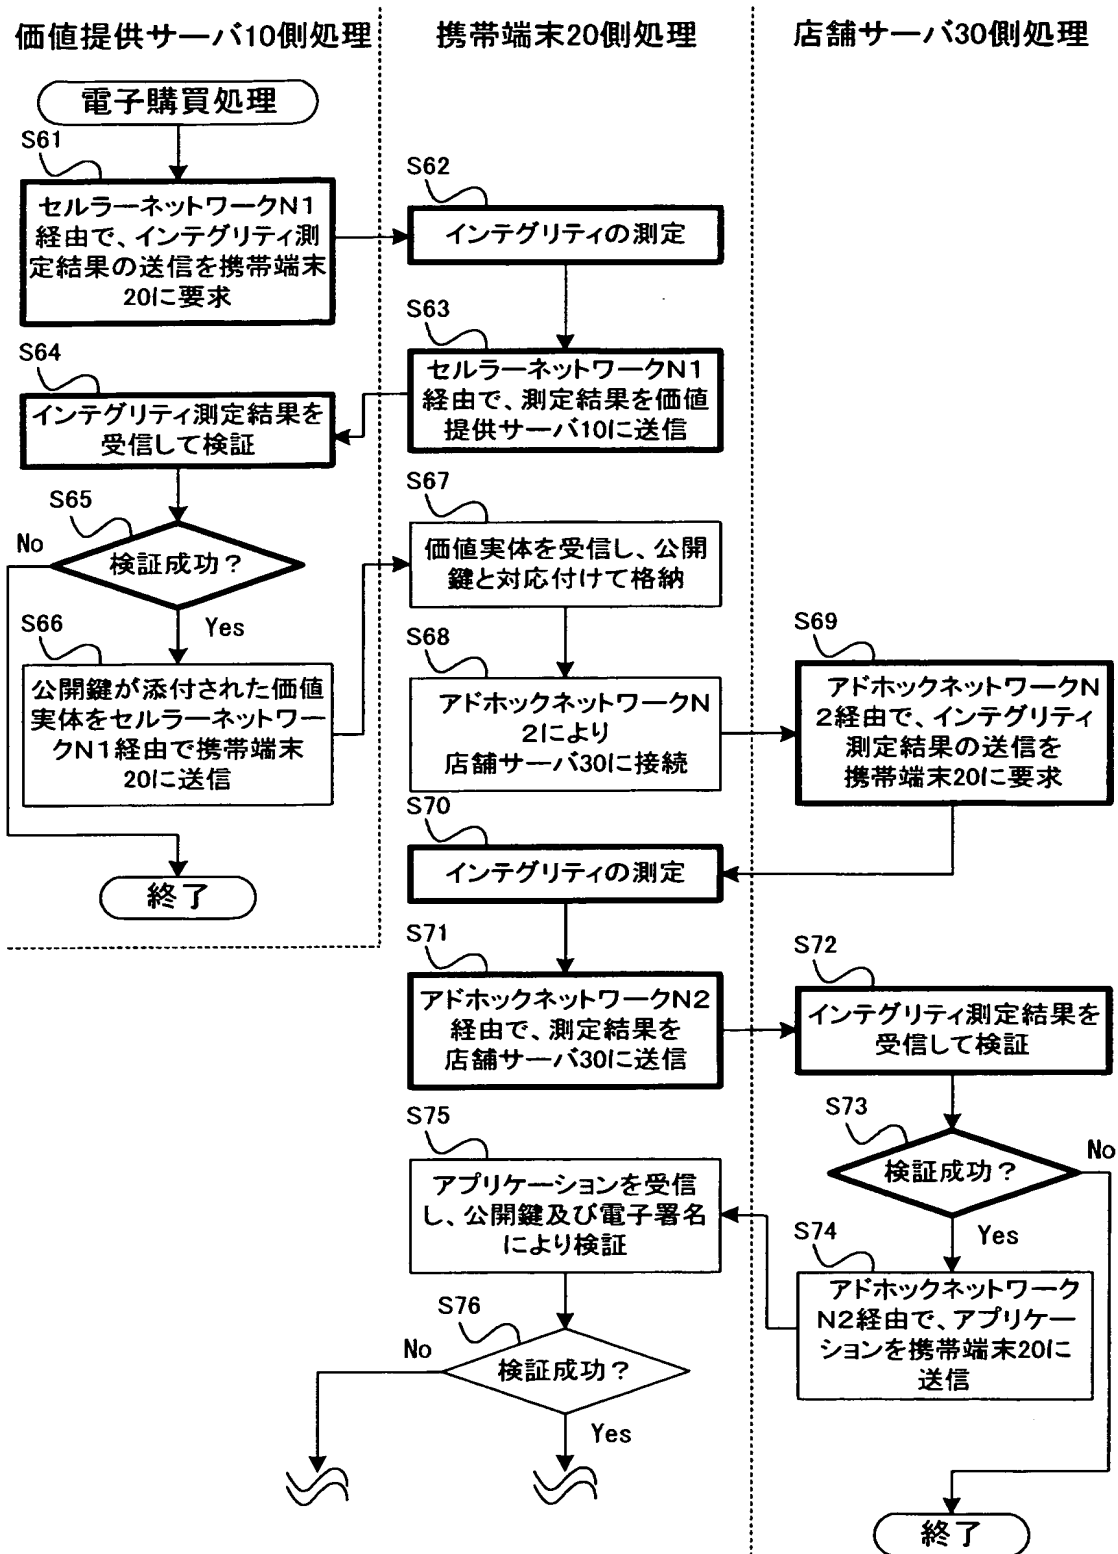 価値提供サーバ10側処理
携帯端末20側処理
店舗サーバ30側処理
電子購買処理
S61
セルラーネットワークN1
経由で、インテグリティ測
定結果の送信を携帯端末
20に要求
S62
インテグリティの測定
S63
セルラーネットワークN1
経由で、測定結果を価値
提供サーバ10に送信
S64
インテグリティ測定結果を
受信して検証
S65
検証成功？
No
Yes
S66
公開鍵が添付された価値
実体をセルラーネットワー
クN1経由で携帯端末
20に送信
終了
S67
価値実体を受信し、公開
鍵と対応付けて格納
S68
アドホックネットワークN
2により
店舗サーバ30に接続
S69
アドホックネットワークN
2経由で、インテグリティ
測定結果の送信を
携帯端末20に要求
S70
インテグリティの測定
S71
アドホックネットワークN2
経由で、測定結果を
店舗サーバ30に送信
S72
インテグリティ測定結果を
受信して検証
S73
検証成功？
No
Yes
S74
アドホックネットワーク
N2経由で、アプリケー
ションを携帯端末20に
送信
S75
アプリケーションを受信
し、公開鍵及び電子署名
により検証
S76
検証成功？
No
Yes
終了